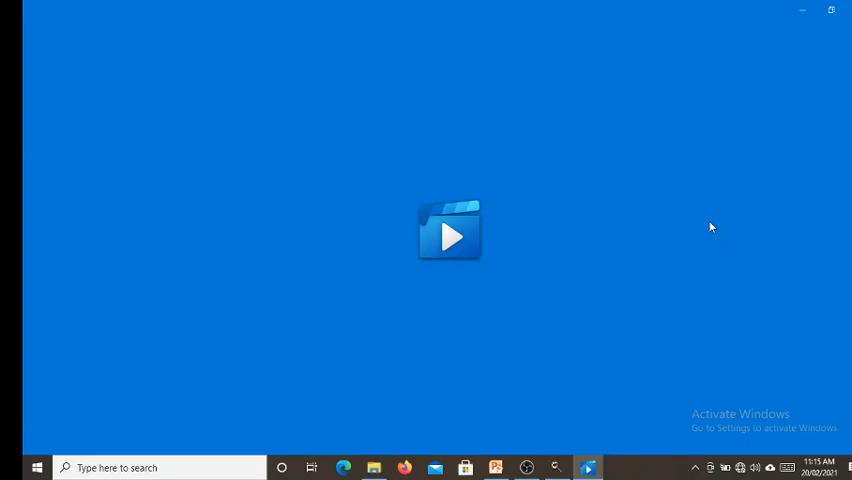 Activate Windows
Go to Settings to activate Windows.
Type here to search
11:15 AM
20/02/2021